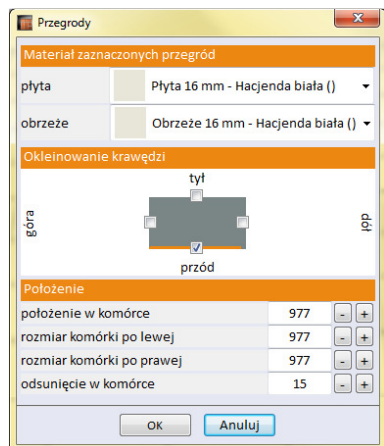 Przegrody
Materiał zaznaczonych przegród
płyta Płyta 16 mm - Hacjenda biała ()
obrzeże Obrzeże 16 mm - Hacjenda biała ()
Okleinowanie krawędzi
tył
góra
dół
przód
Położenie
położenie w komórce 977 - +
rozmiar komórki po lewej 977 - +
rozmiar komórki po prawej 977 - +
odsunięcie w komórce 15 - +
OK Anuluj